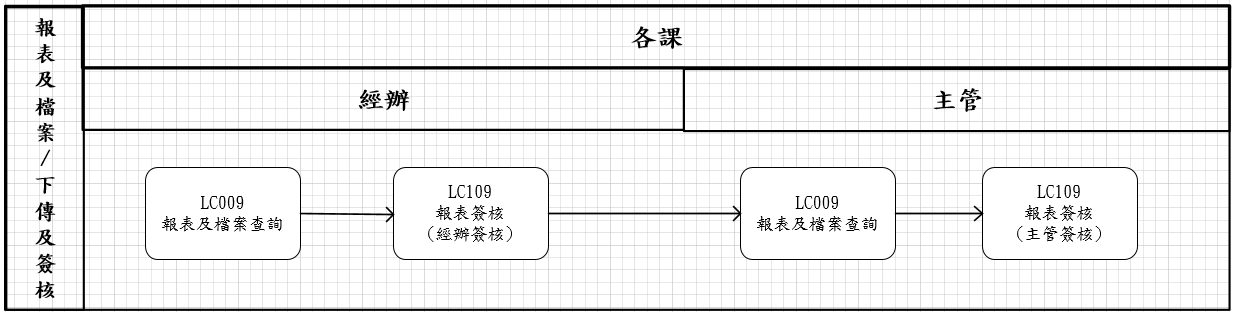 報表及檔案/下傳及簽核
各課
經辦
主管
LC009
報表及檔案查詢
LC109
報表簽核
(經辦簽核)
LC009
報表及檔案查詢
LC109
報表簽核
(主管簽核)